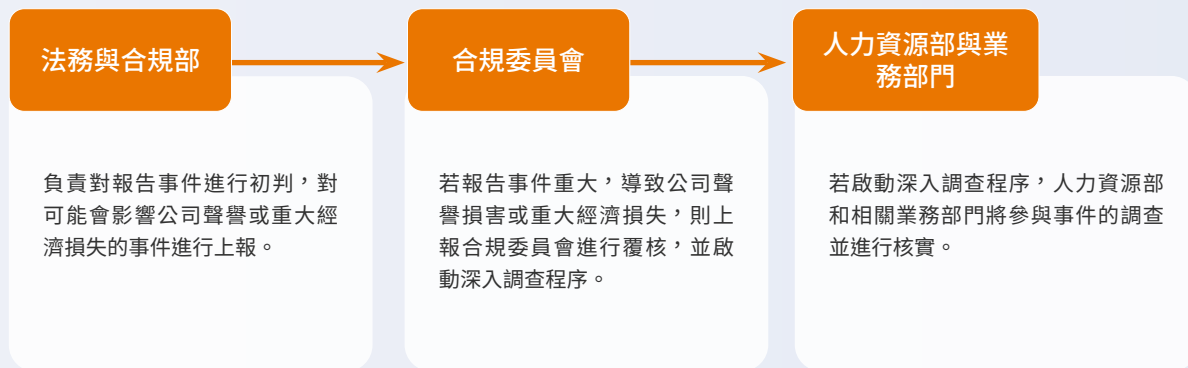 法務與合規部
負責對報告事件進行初判，對
可能會影響公司聲譽或重大經
濟損失的事件進行上報。
合規委員會
若報告事件重大，導致公司聲
譽損害或重大經濟損失，則上
報合規委員會進行覆核，並啟
動深入調查程序。
人力資源部與業
務部門
若啟動深入調查程序，人力資源部
和相關業務部門將參與事件的調查
並進行核實。